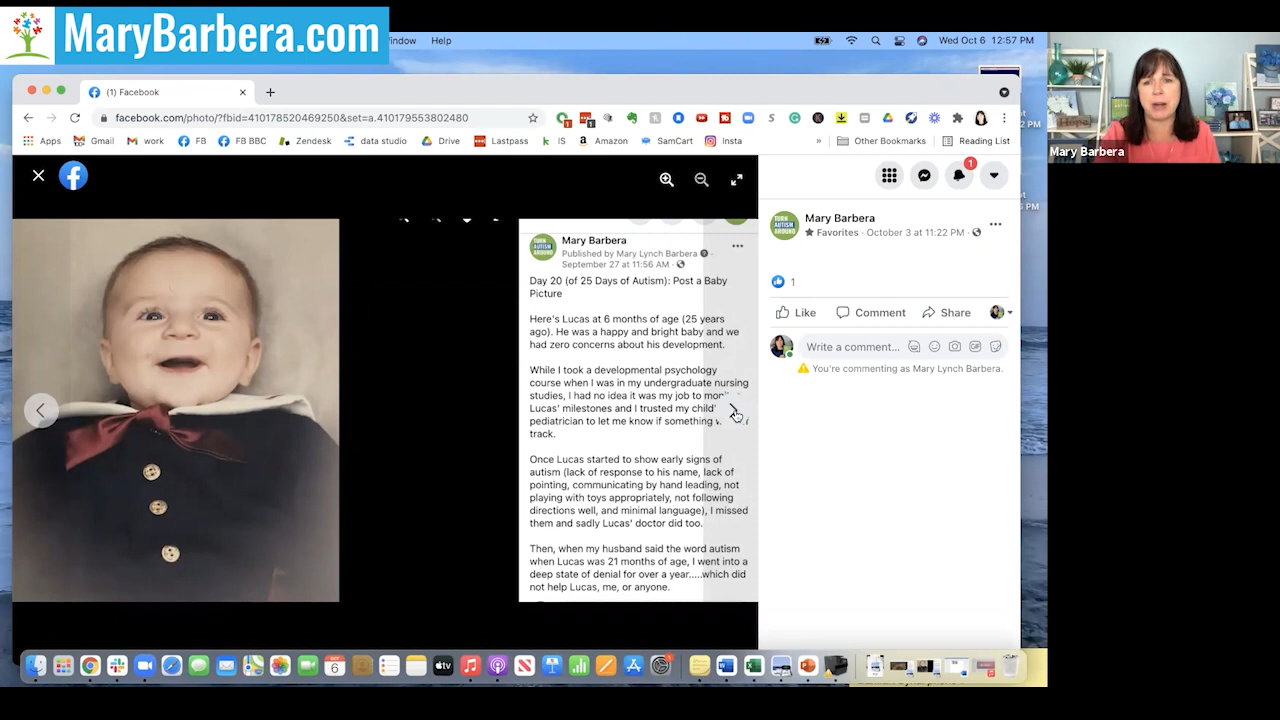 MaryBarbera.com
Window Help
Wed Oct 6 12:57 PM
(1) Facebook
facebook.com/photo/?fbid=410178520469250&set=a.410179553802480
Apps Gmail work FB FB BBC Zendesk data studio Drive Lastpass IS Amazon SamCart Insta » Other Bookmarks Reading List
Mary Barbera
Hope
Mary Barbera
Published by Mary Lynch Barbera
September 27 at 11:56 AM
Day 20 (of 25 Days of Autism): Post a Baby
Picture
Here's Lucas at 6 months of age (25 years
ago). He was a happy and bright baby and we
had zero concerns about his development.
While I took a developmental psychology
course when I was in my undergraduate nursing
studies, I had no idea it was my job to
Lucas' milestones and I trusted my child'
pediatrician to let me know if something
track.
Once Lucas started to show early signs of
autism (lack of response to his name, lack of
pointing, communicating by hand leading, not
playing with toys appropriately, not following
directions well, and minimal language), I missed
them and sadly Lucas' doctor did too.
Then, when my husband said the word autism
when Lucas was 21 months of age, I went into a
deep state of denial for over a year.....which did
not help Lucas, me, or anyone.
TURN AUTISM AROUND
1
Mary Barbera
Favorites · October 3 at 11:22 PM
1
Like Comment Share
Write a comment...
You're commenting as Mary Lynch Barbera.
OCT
6
tv